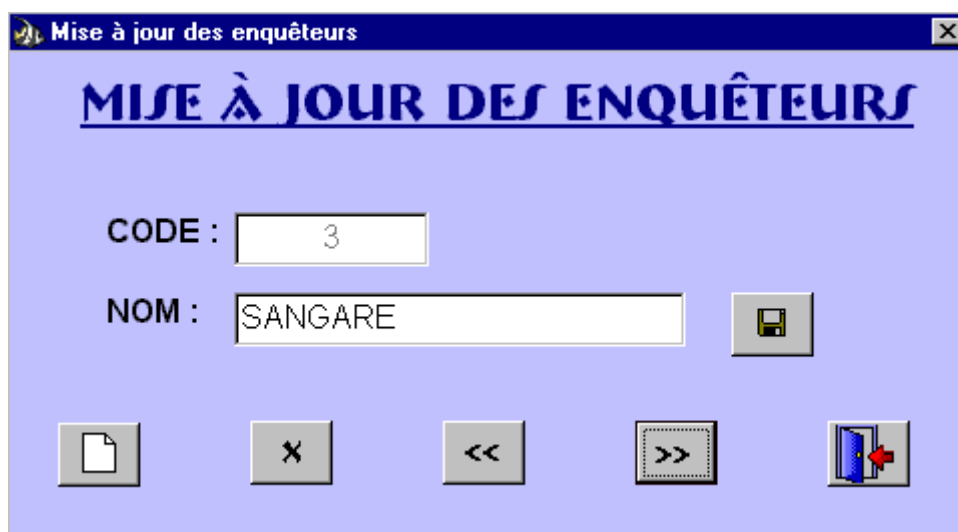 Mise à jour des enquêteurs
MISE À JOUR DES ENQUÊTEURS
CODE : 3
NOM : SANGARE
X << >>